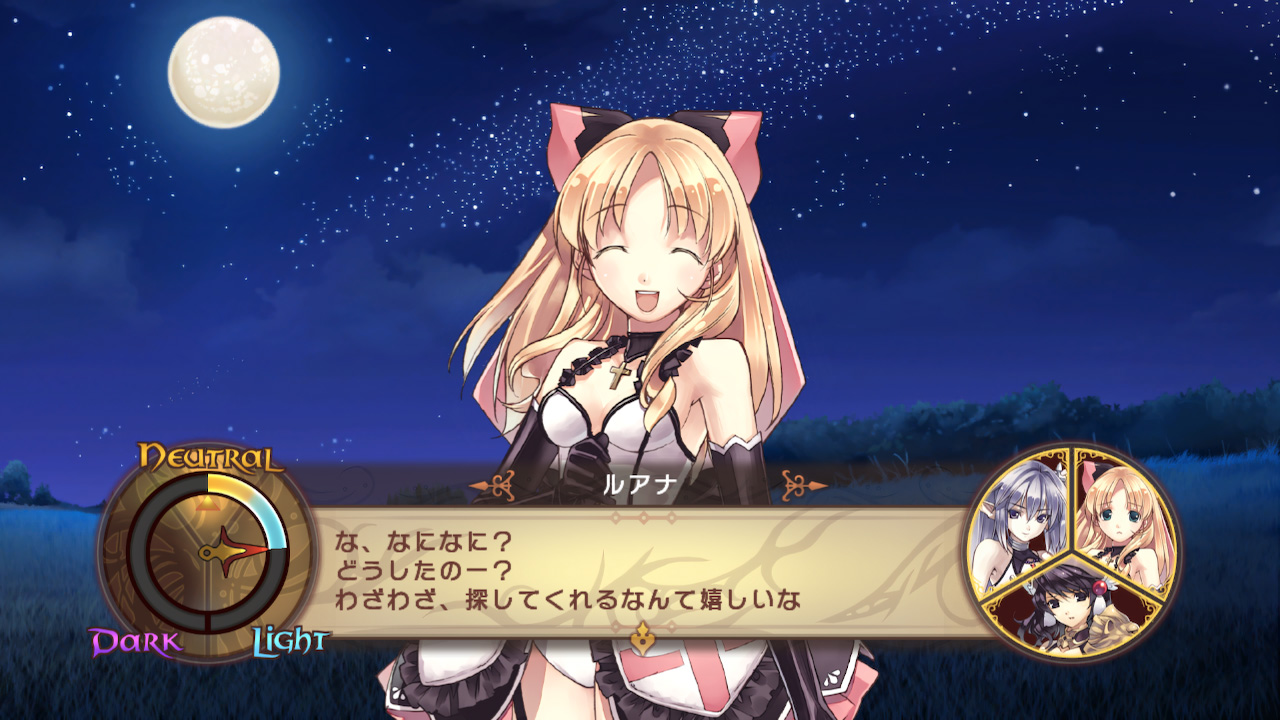 Neutral
Dark
Light
ルアナ
な、なになに？
どうしたのー？
わざわざ、探してくれるなんて嬉しいな